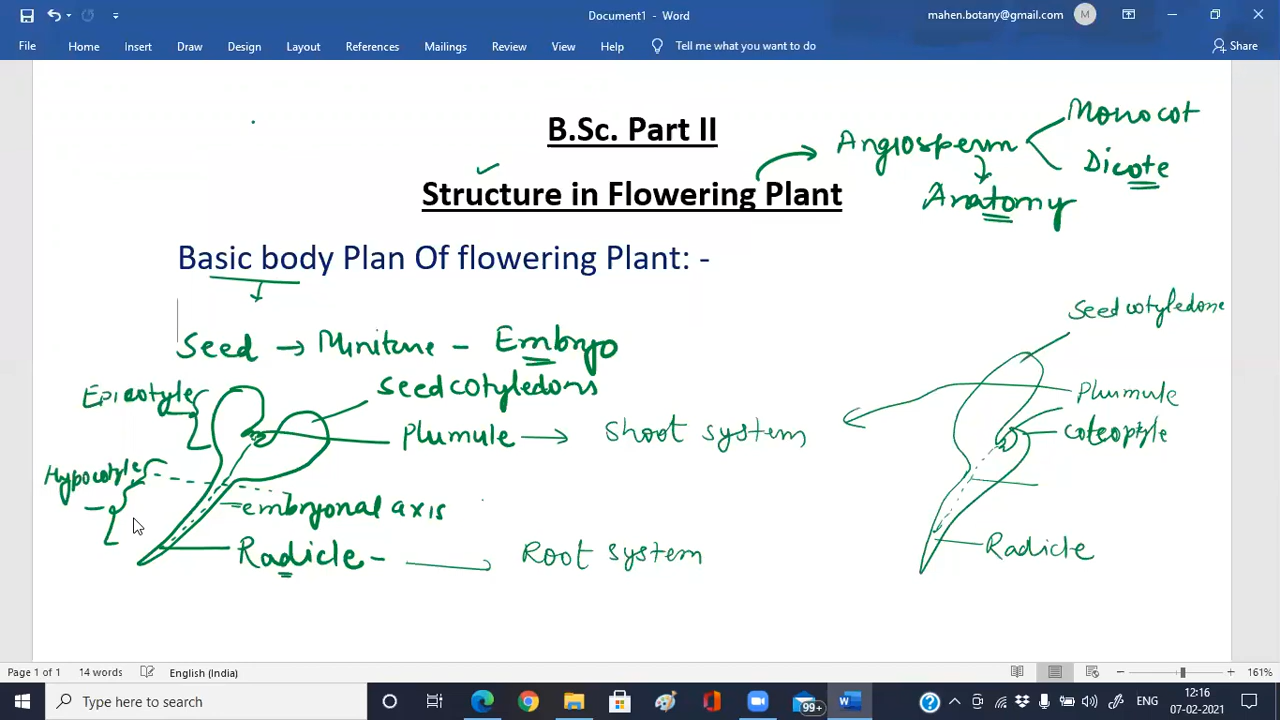 Document1 - Word
mahen.botany@gmail.com
M
File Home Insert Draw Design Layout References Mailings Review View Help Tell me what you want to do
Share
B.Sc. Part II
Structure in Flowering Plant
Angiosperm
Monocot
Dicote
Anatomy
Basic body Plan Of flowering Plant: -
Seed → Miniture - Embryo
Epicotyle
seed cotyledons
Plumule → Shoot system
Hypocotyle
embryonal axis
Radicle - Root system
Seed cotyledone
Plumule
coteoptyle
Radicle
Page 1 of 1 14 words English (India)
161%
Type here to search
99+
ENG
12:16
07-02-2021